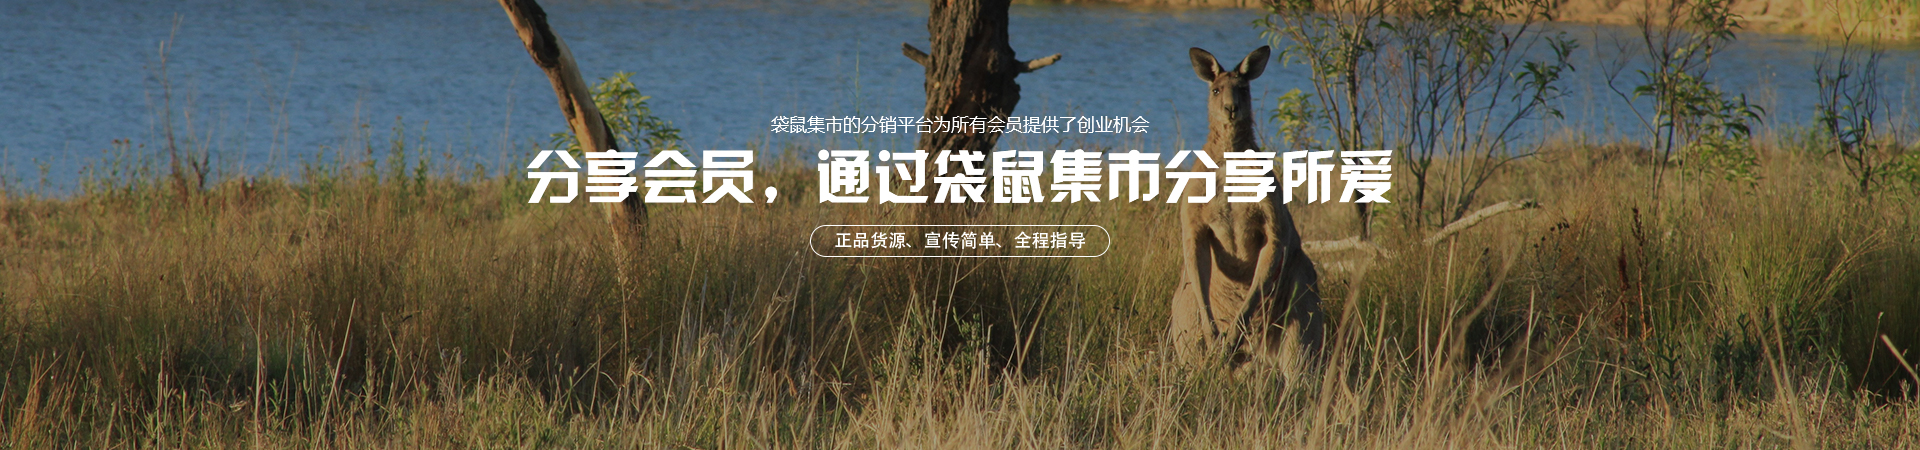 袋鼠集市的分销平台为所有会员提供了创业机会
分享会员，通过袋鼠集市分享所爱
正品货源、宣传简单、全程指导